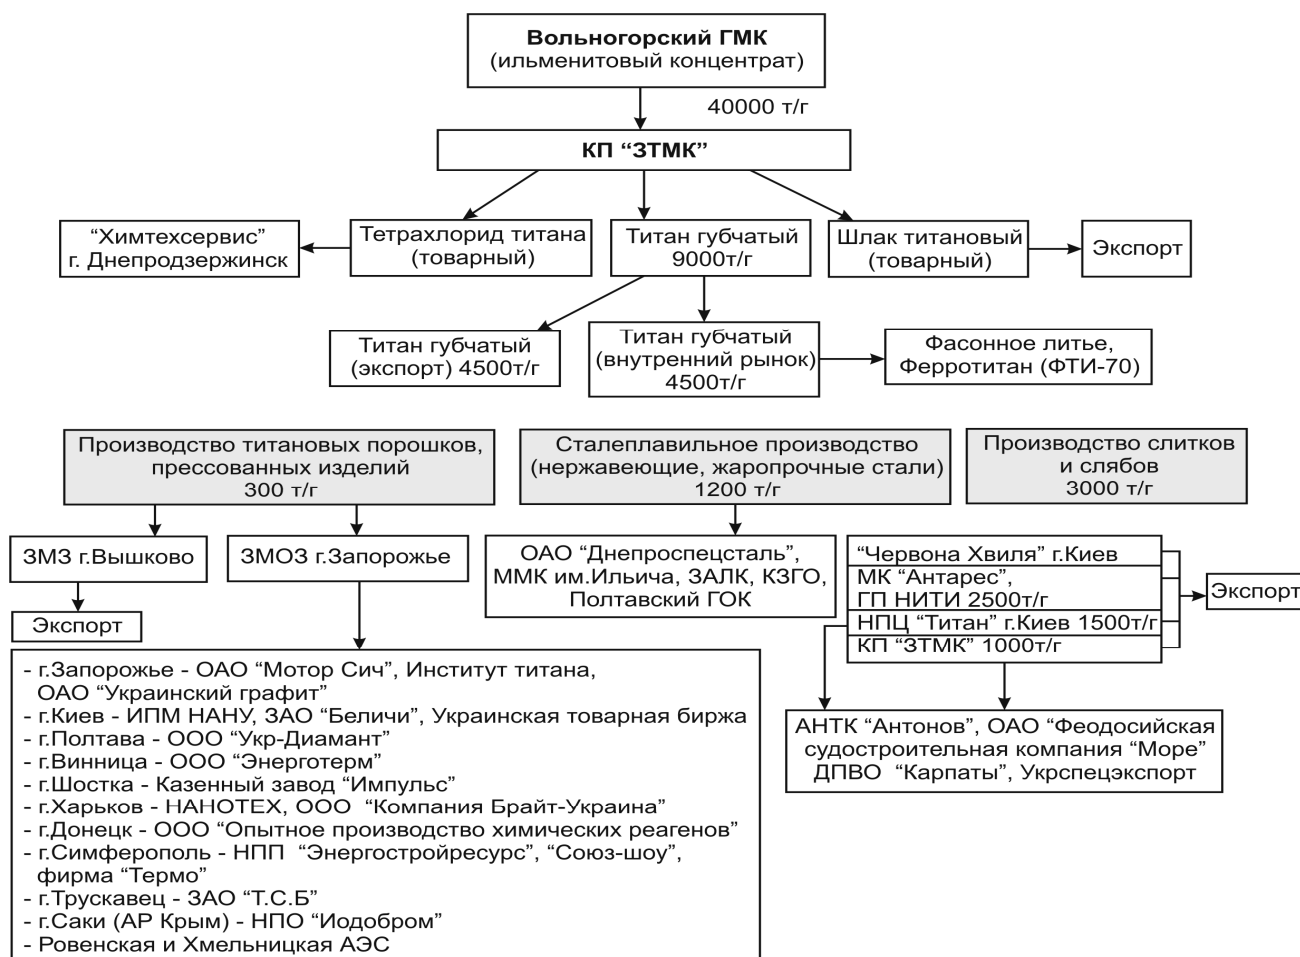 Вольногорский ГМК
(ильменитовый концентрат)
40000 т/г
КП “ЗТМК”
“Химтехсервис”
г. Днепродзержинск
Тетрахлорид титана
(товарный)
Титан губчатый
9000т/г
Шлак титановый
(товарный)
Экспорт
Титан губчатый
(экспорт) 4500т/г
Титан губчатый
(внутренний рынок)
4500т/г
Фасонное литье,
Ферротитан (ФТИ-70)
Производство титановых порошков,
прессованных изделий
300 т/г
Сталеплавильное производство
(нержавеющие, жаропрочные стали)
1200 т/г
Производство слитков
и слябов
3000 т/г
ЗМЗ г.Вышково
ЗМОЗ г.Запорожье
Экспорт
ОАО “Днепроспецсталь”,
ММК им.Ильича, ЗАЛК, КЗГО,
Полтавский ГОК
“Червона Хвиля” г.Киев
МК “Антарес”,
ГП НИТИ 2500т/г
НПЦ “Титан” г.Киев 1500т/г
КП “ЗТМК” 1000т/г
Экспорт
- г.Запорожье - ОАО “Мотор Сич”, Институт титана,
ОАО “Украинский графит”
- г.Киев - ИПМ НАНУ, ЗАО “Беличи”, Украинская товарная биржа
- г.Полтава - ООО “Укр-Диамант”
- г.Винница - ООО “Энерготерм”
- г.Шостка - Казенный завод “Импульс”
- г.Харьков - НАНОТЕХ, ООО “Компания Брайт-Украина”
- г.Донецк - ООО “Опытное производство химических реагенов”
- г.Симферополь - НПП “Энергостройресурс”, “Союз-шоу”,
фирма “Термо”
- г.Трускавец - ЗАО “Т.С.Б”
- г.Саки (АР Крым) - НПО “Иодобром”
- Ровенская и Хмельницкая АЭС
АНТК “Антонов”, ОАО “Феодосийская
судостроительная компания “Море”
ДПВО “Карпаты”, Укрспецэкспорт